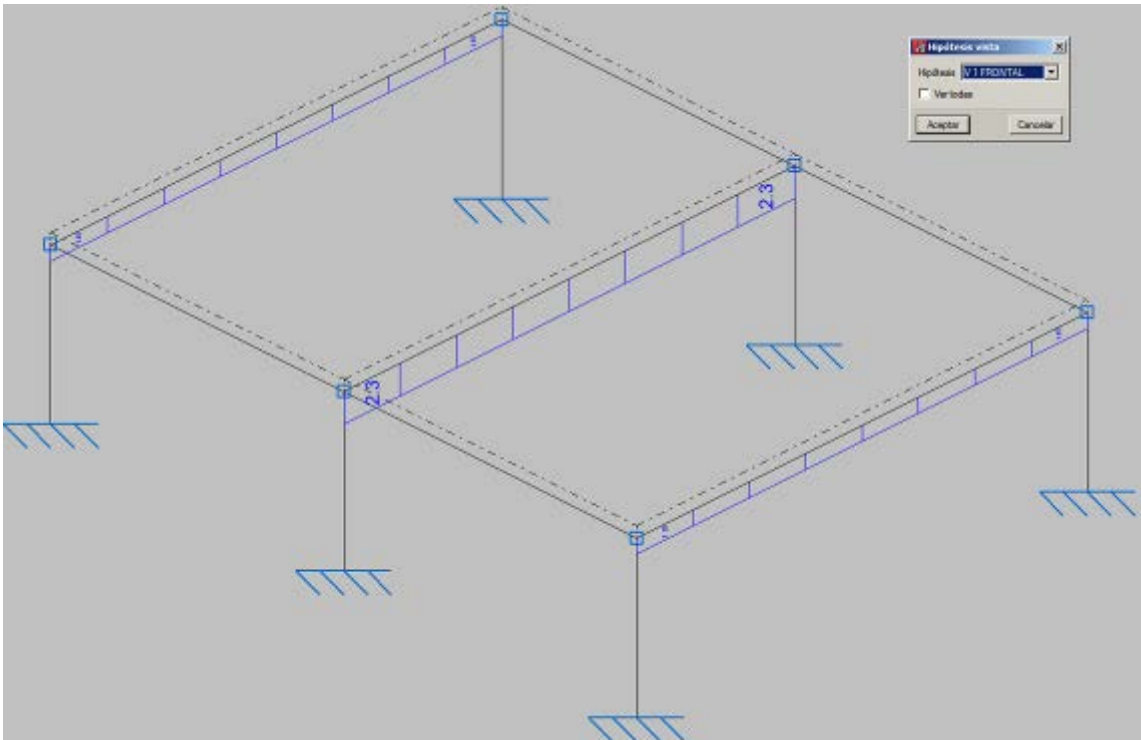 Hipótesis vista
Hipótesis V 1 FRONTAL
Ver todas
Aceptar Cancelar
2.3
2.3